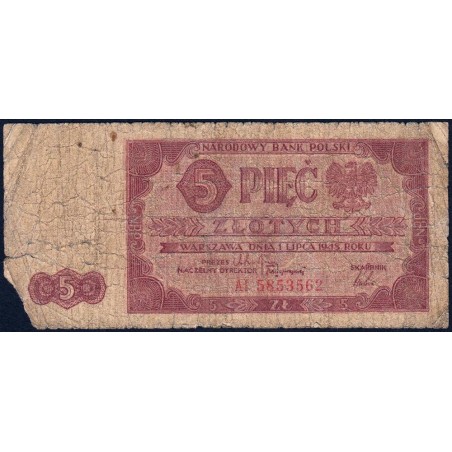 NARODOWY BANK POLSKI
5 PIĘĆ
ZŁOTYCH
WARSZAWA DNIA 1 LIPCA 1948 ROKU
PREZES
SKARBNIK
NACZELNY DYREKTOR
AI 5853562
5
5 ZŁ 5